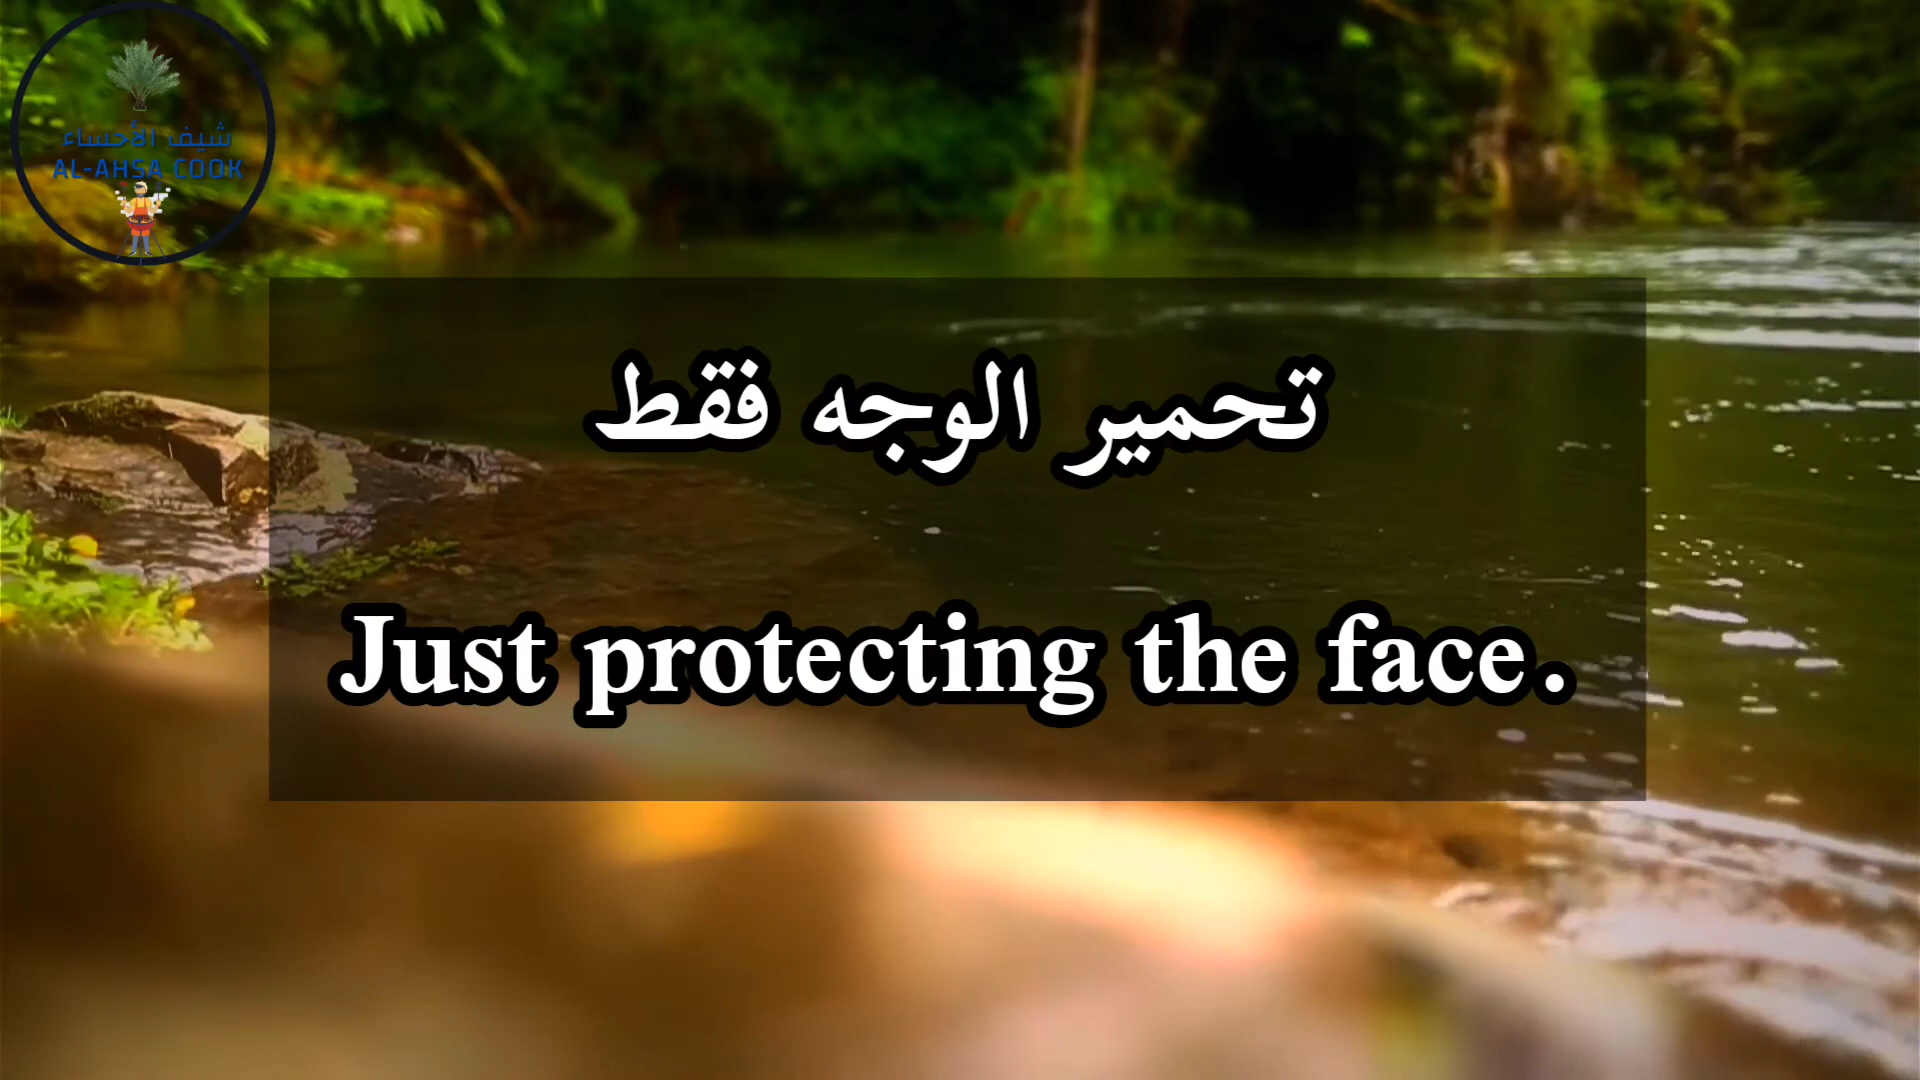 شيف الأحساء
AL-AHSA COOK
تحمير الوجه فقط
Just protecting the face.